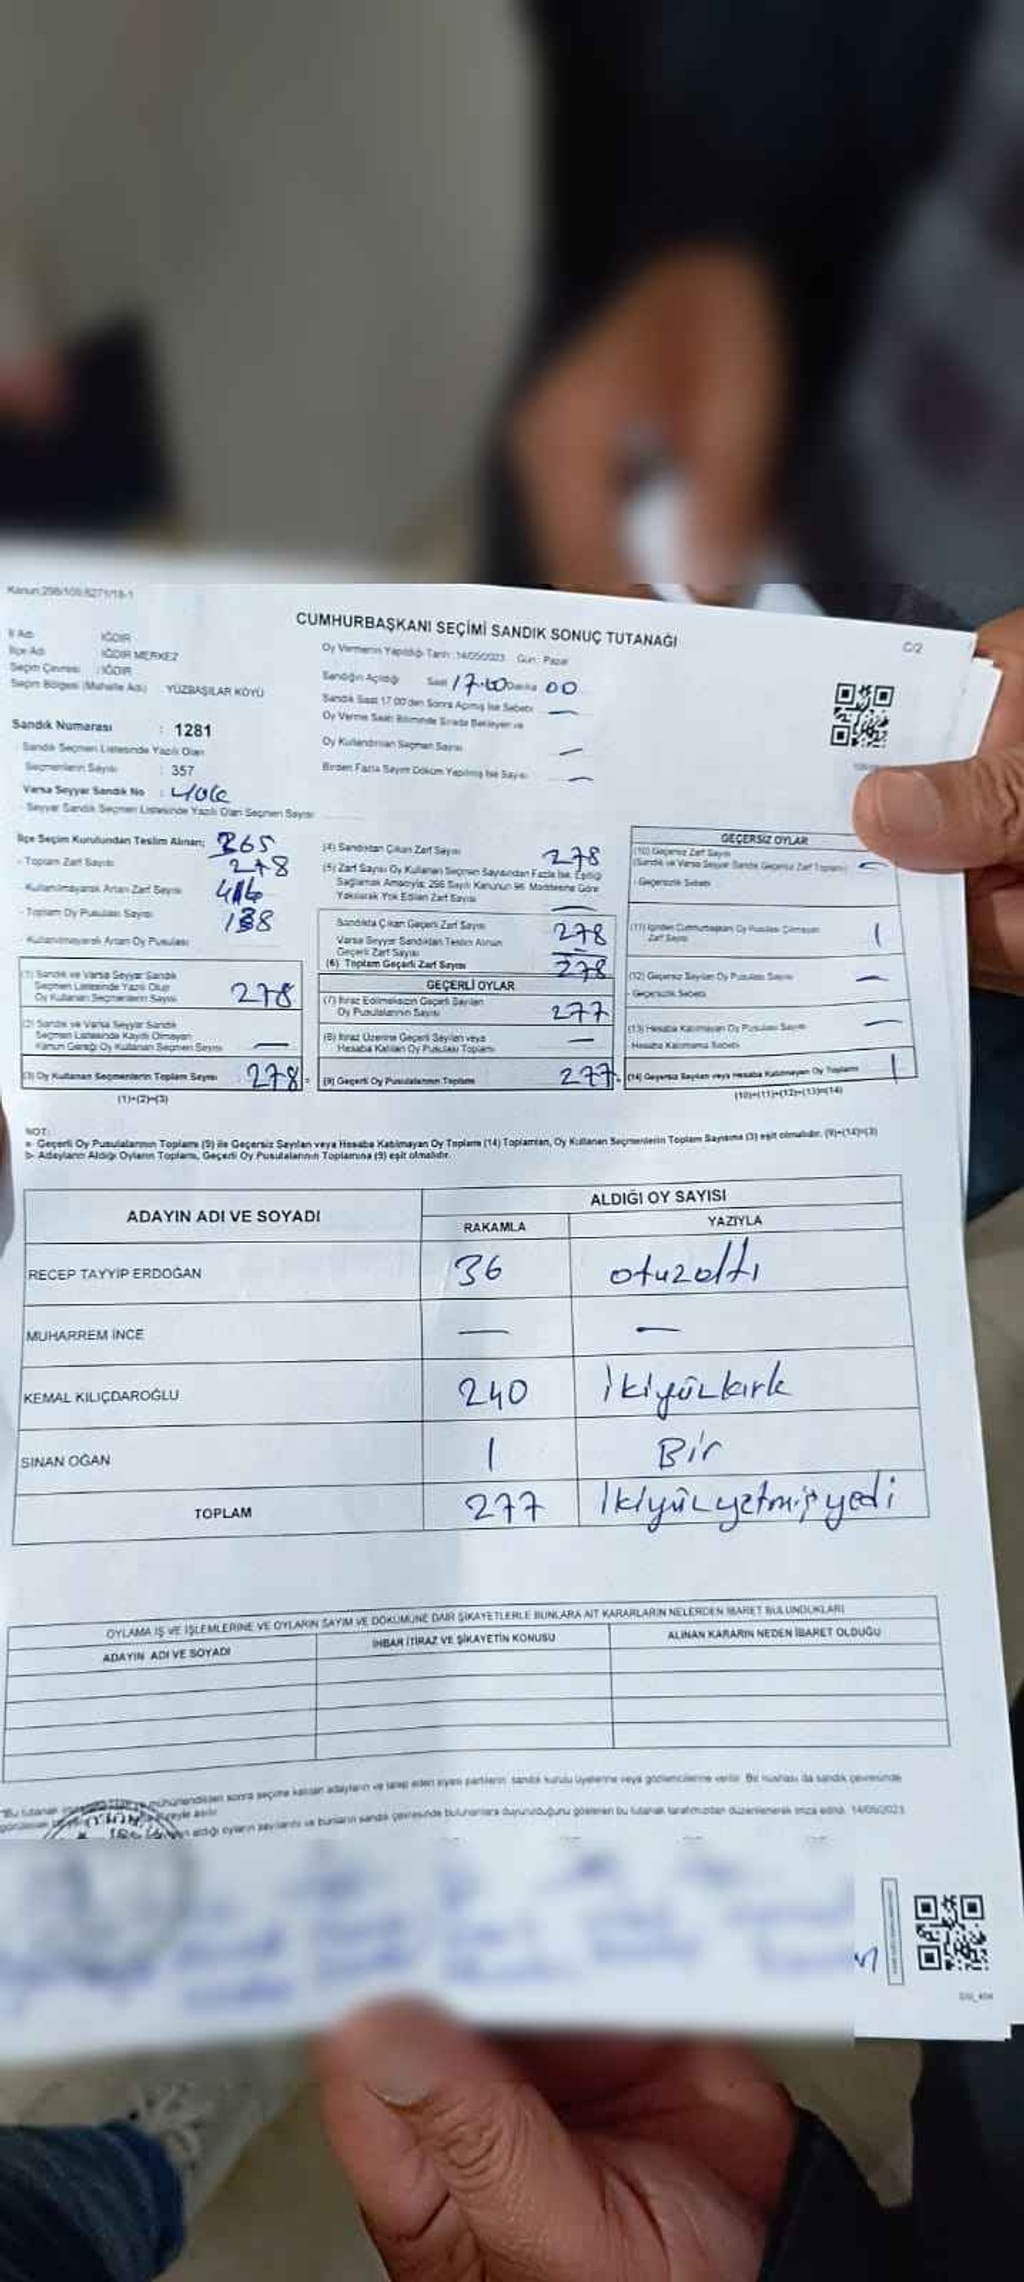 Kanun:298/105;6271/18-1
CUMHURBAŞKANI SEÇİMİ SANDIK SONUÇ TUTANAĞI
C/2
İl Adı IĞDIR
İlçe Adı IĞDIR MERKEZ
Seçim Çevresi : IĞDIR
Seçim Bölgesi (Mahalle Adı) YÜZBAŞILAR KÖYÜ
Oy Vermenin Yapıldığı Tarih :14/05/2023 Gün : Pazar
Sandığın Açıldığı Saat 17.00 Dakika 00
Sandık Saat 17.00'den Sonra Açılmış İse Sebebi —
Oy Verme Saati Bitiminde Sırada Bekleyen ve
Oy Kullandırılan Seçmen Sayısı —
Birden Fazla Sayım Döküm Yapılmış İse Sayısı —
Sandık Numarası : 1281
- Sandık Seçmen Listesinde Yazılı Olan
Seçmenlerin Sayısı : 357
Varsa Seyyar Sandık No :
- Seyyar Sandık Seçmen Listesinde Yazılı Olan Seçmen Sayısı
İlçe Seçim Kurulundan Teslim Alınan; 365
- Toplam Zarf Sayısı 278
- Kullanılmayarak Artan Zarf Sayısı 416
- Toplam Oy Pusulası Sayısı 138
- Kullanılmayarak Artan Oy Pusulası
(1) Sandık ve Varsa Seyyar Sandık
Seçmen Listesinde Yazılı Olup
Oy Kullanan Seçmenlerin Sayısı 278
(2) Sandık ve Varsa Seyyar Sandık
Seçmen Listesinde Kayıtlı Olmayan
Kanun Gereği Oy Kullanan Seçmen Sayısı —
(3) Oy Kullanan Seçmenlerin Toplam Sayısı 278
(1)+(2)=(3)
(4) Sandıktan Çıkan Zarf Sayısı 278
(5) Zarf Sayısı Oy Kullanan Seçmen Sayısından Fazla İse, Eşitliği
Sağlamak Amacıyla; 298 Sayılı Kanunun 98. Maddesine Göre
Yakılarak Yok Edilen Zarf Sayısı —
Sandıkta Çıkan Geçerli Zarf Sayısı 278
Varsa Seyyar Sandıktan Teslim Alınan
Geçerli Zarf Sayısı —
(6) Toplam Geçerli Zarf Sayısı 278
GEÇERLİ OYLAR
(7) İtiraz Edilmeksizin Geçerli Sayılan
Oy Pusulalarının Sayısı 277
(8) İtiraz Üzerine Geçerli Sayılan veya
Hesaba Katılan Oy Pusulası Toplamı —
(9) Geçerli Oy Pusulalarının Toplamı 277
GEÇERSİZ OYLAR
(10) Geçersiz Zarf Sayısı
(Sandık ve Varsa Seyyar Sandık Geçersiz Zarf Toplamı) —
- Geçersizlik Sebebi
(11) İçinden Cumhurbaşkanı Oy Pusulası Çıkmayan
Zarf Sayısı 1
(12) Geçersiz Sayılan Oy Pusulası Sayısı —
- Geçersizlik Sebebi
(13) Hesaba Katılmayan Oy Pusulası Sayısı —
Hesaba Katılmama Sebebi
(14) Geçersiz Sayılan veya Hesaba Katılmayan Oy Toplamı 1
(10)+(11)+(12)+(13)=(14)
NOT:
a- Geçerli Oy Pusulalarının Toplamı (9) ile Geçersiz Sayılan veya Hesaba Katılmayan Oy Toplamı (14) Toplamları, Oy Kullanan Seçmenlerin Toplam Sayısına (3) eşit olmalıdır. (9)+(14)=(3)
b- Adayların Aldığı Oyların Toplamı, Geçerli Oy Pusulalarının Toplamına (9) eşit olmalıdır.
ADAYIN ADI VE SOYADI
ALDIĞI OY SAYISI
RAKAMLA YAZIYLA
RECEP TAYYİP ERDOĞAN 36 otuzaltı
MUHARREM İNCE — —
KEMAL KILIÇDAROĞLU 240 ikiyüzkırk
SİNAN OĞAN 1 Bir
TOPLAM 277 ikiyüzyetmişyedi
OYLAMA İŞ VE İŞLEMLERİNE VE OYLARIN SAYIM VE DÖKÜMÜNE DAİR ŞİKAYETLERLE BUNLARA AİT KARARLARIN NELERDEN İBARET BULUNDUKLARI
ADAYIN ADI VE SOYADI İHBAR İTİRAZ VE ŞİKAYETİN KONUSU ALINAN KARARIN NEDEN İBARET OLDUĞU
"Bu tutanak mühürlendikten sonra seçime katılan adayların ve talep eden siyasi partilerin sandık kurulu üyelerine veya gözlemcilerine verilir. Bir nüshası da sandık çevresinde
aldığı oyların sayılarını ve bunların sandık çevresinde bulunanlara duyurulduğunu gösteren bu tutanak tarafımızdan düzenlenerek imza edildi. 14/05/2023